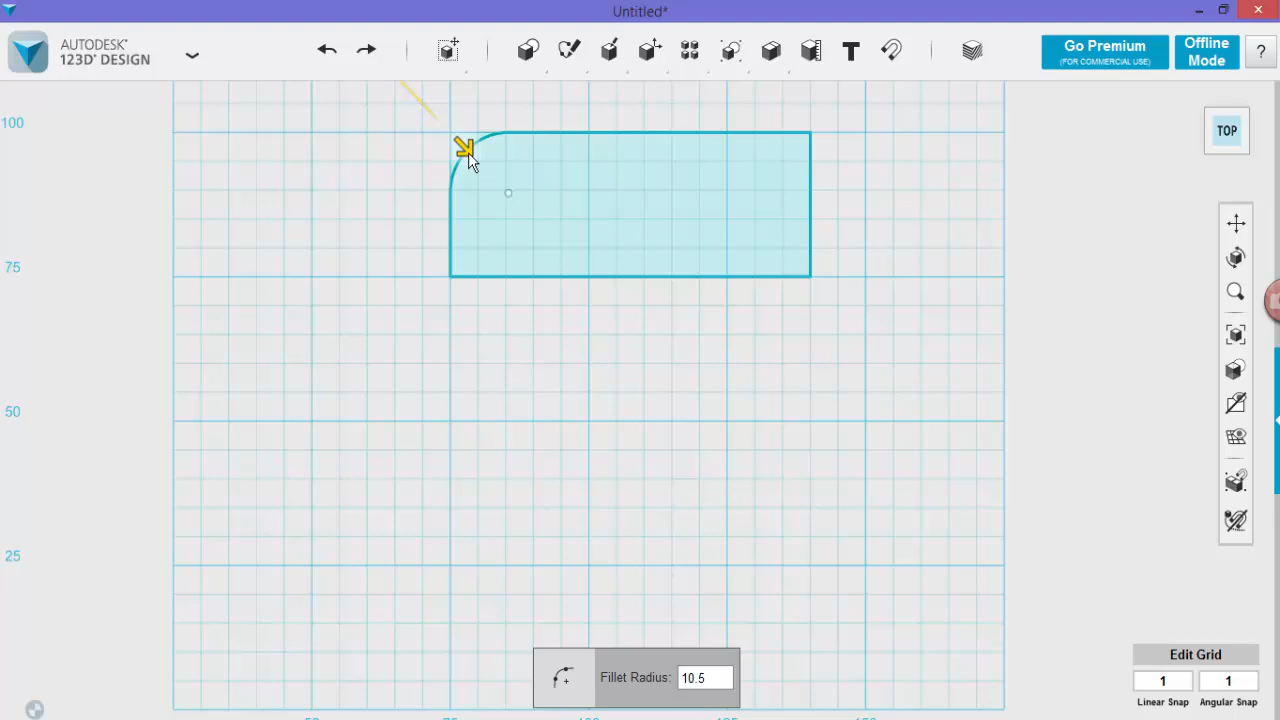 Untitled*
AUTODESK®
123D® DESIGN
T
Go Premium
(FOR COMMERCIAL USE)
Offline
Mode
?
TOP
100
75
50
25
Fillet Radius: 10.5
Edit Grid
1 1
Linear Snap Angular Snap